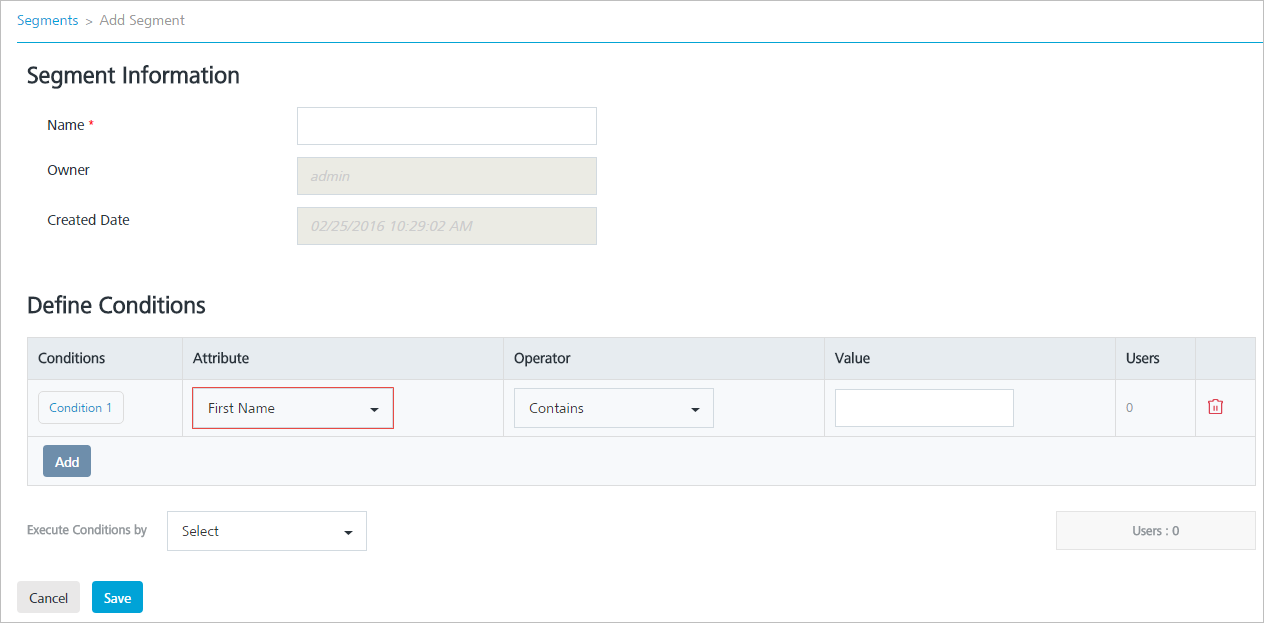 Segments > Add Segment
Segment Information
Name *
Owner admin
Created Date 02/25/2016 10:29:02 AM
Define Conditions
Conditions Attribute Operator Value Users
Condition 1 First Name Contains 0
Add
Execute Conditions by Select Users : 0
Cancel Save